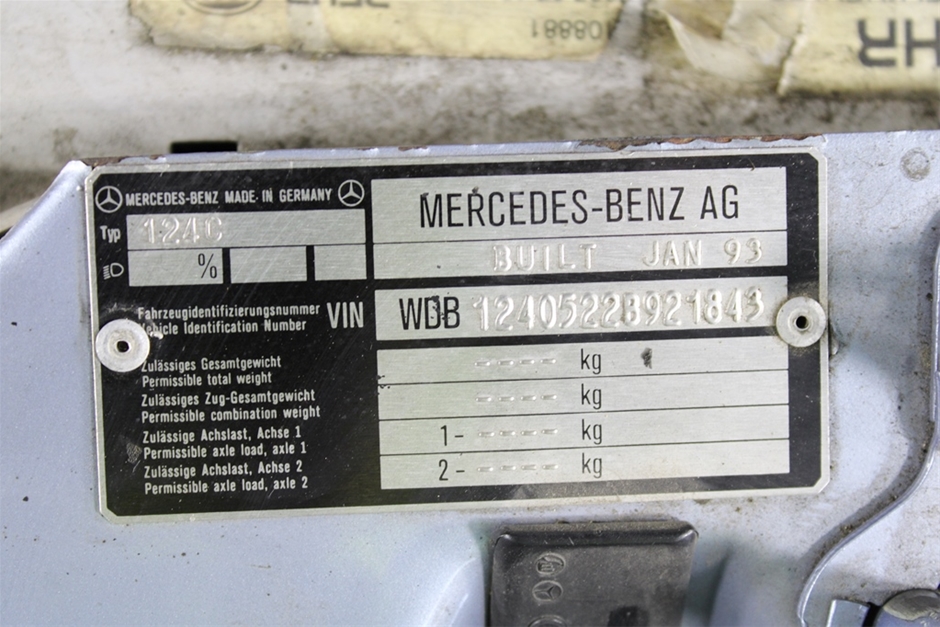 108881
HR
MERCEDES-BENZ MADE IN GERMANY
MERCEDES-BENZ AG
Typ 124C
BUILT JAN 93
%
Fahrzeugidentifizierungsnummer
Vehicle Identification Number
VIN WDB 1240522B921843
Zulässiges Gesamtgewicht
Permissible total weight
---- kg
Zulässiges Zug-Gesamtgewicht
Permissible combination weight
---- kg
Zulässige Achslast, Achse 1
Permissible axle load, axle 1
1- ---- kg
Zulässige Achslast, Achse 2
Permissible axle load, axle 2
2- ---- kg